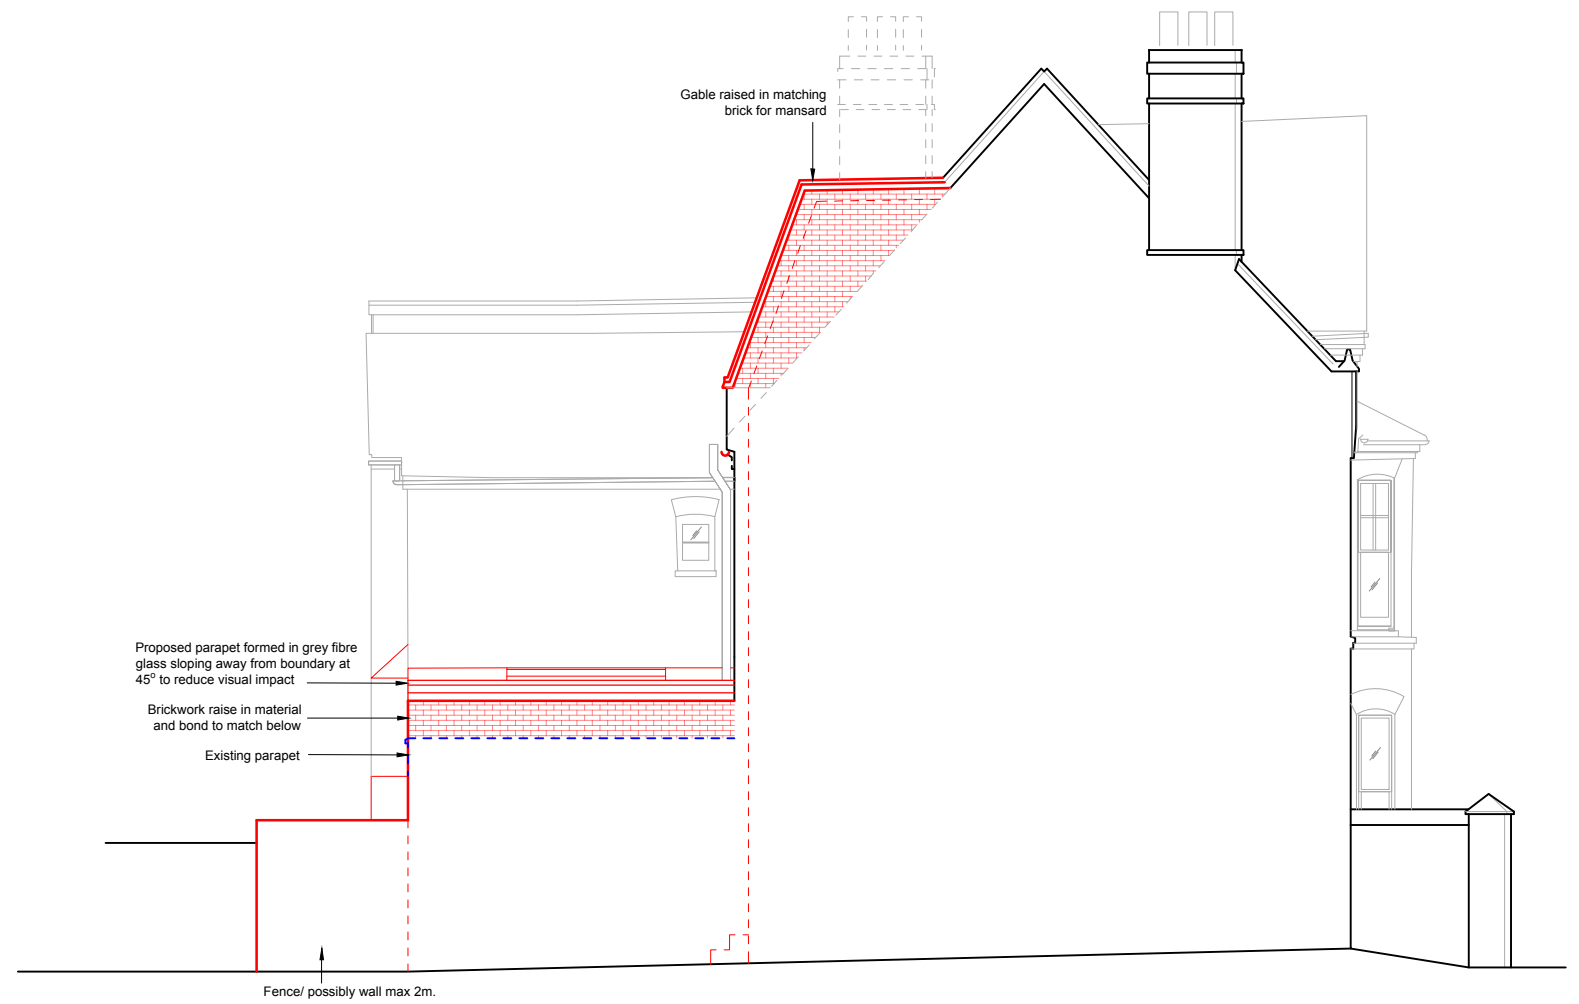 Gable raised in matching
brick for mansard
Proposed parapet formed in grey fibre
glass sloping away from boundary at
45° to reduce visual impact
Brickwork raise in material
and bond to match below
Existing parapet
Fence/ possibly wall max 2m.